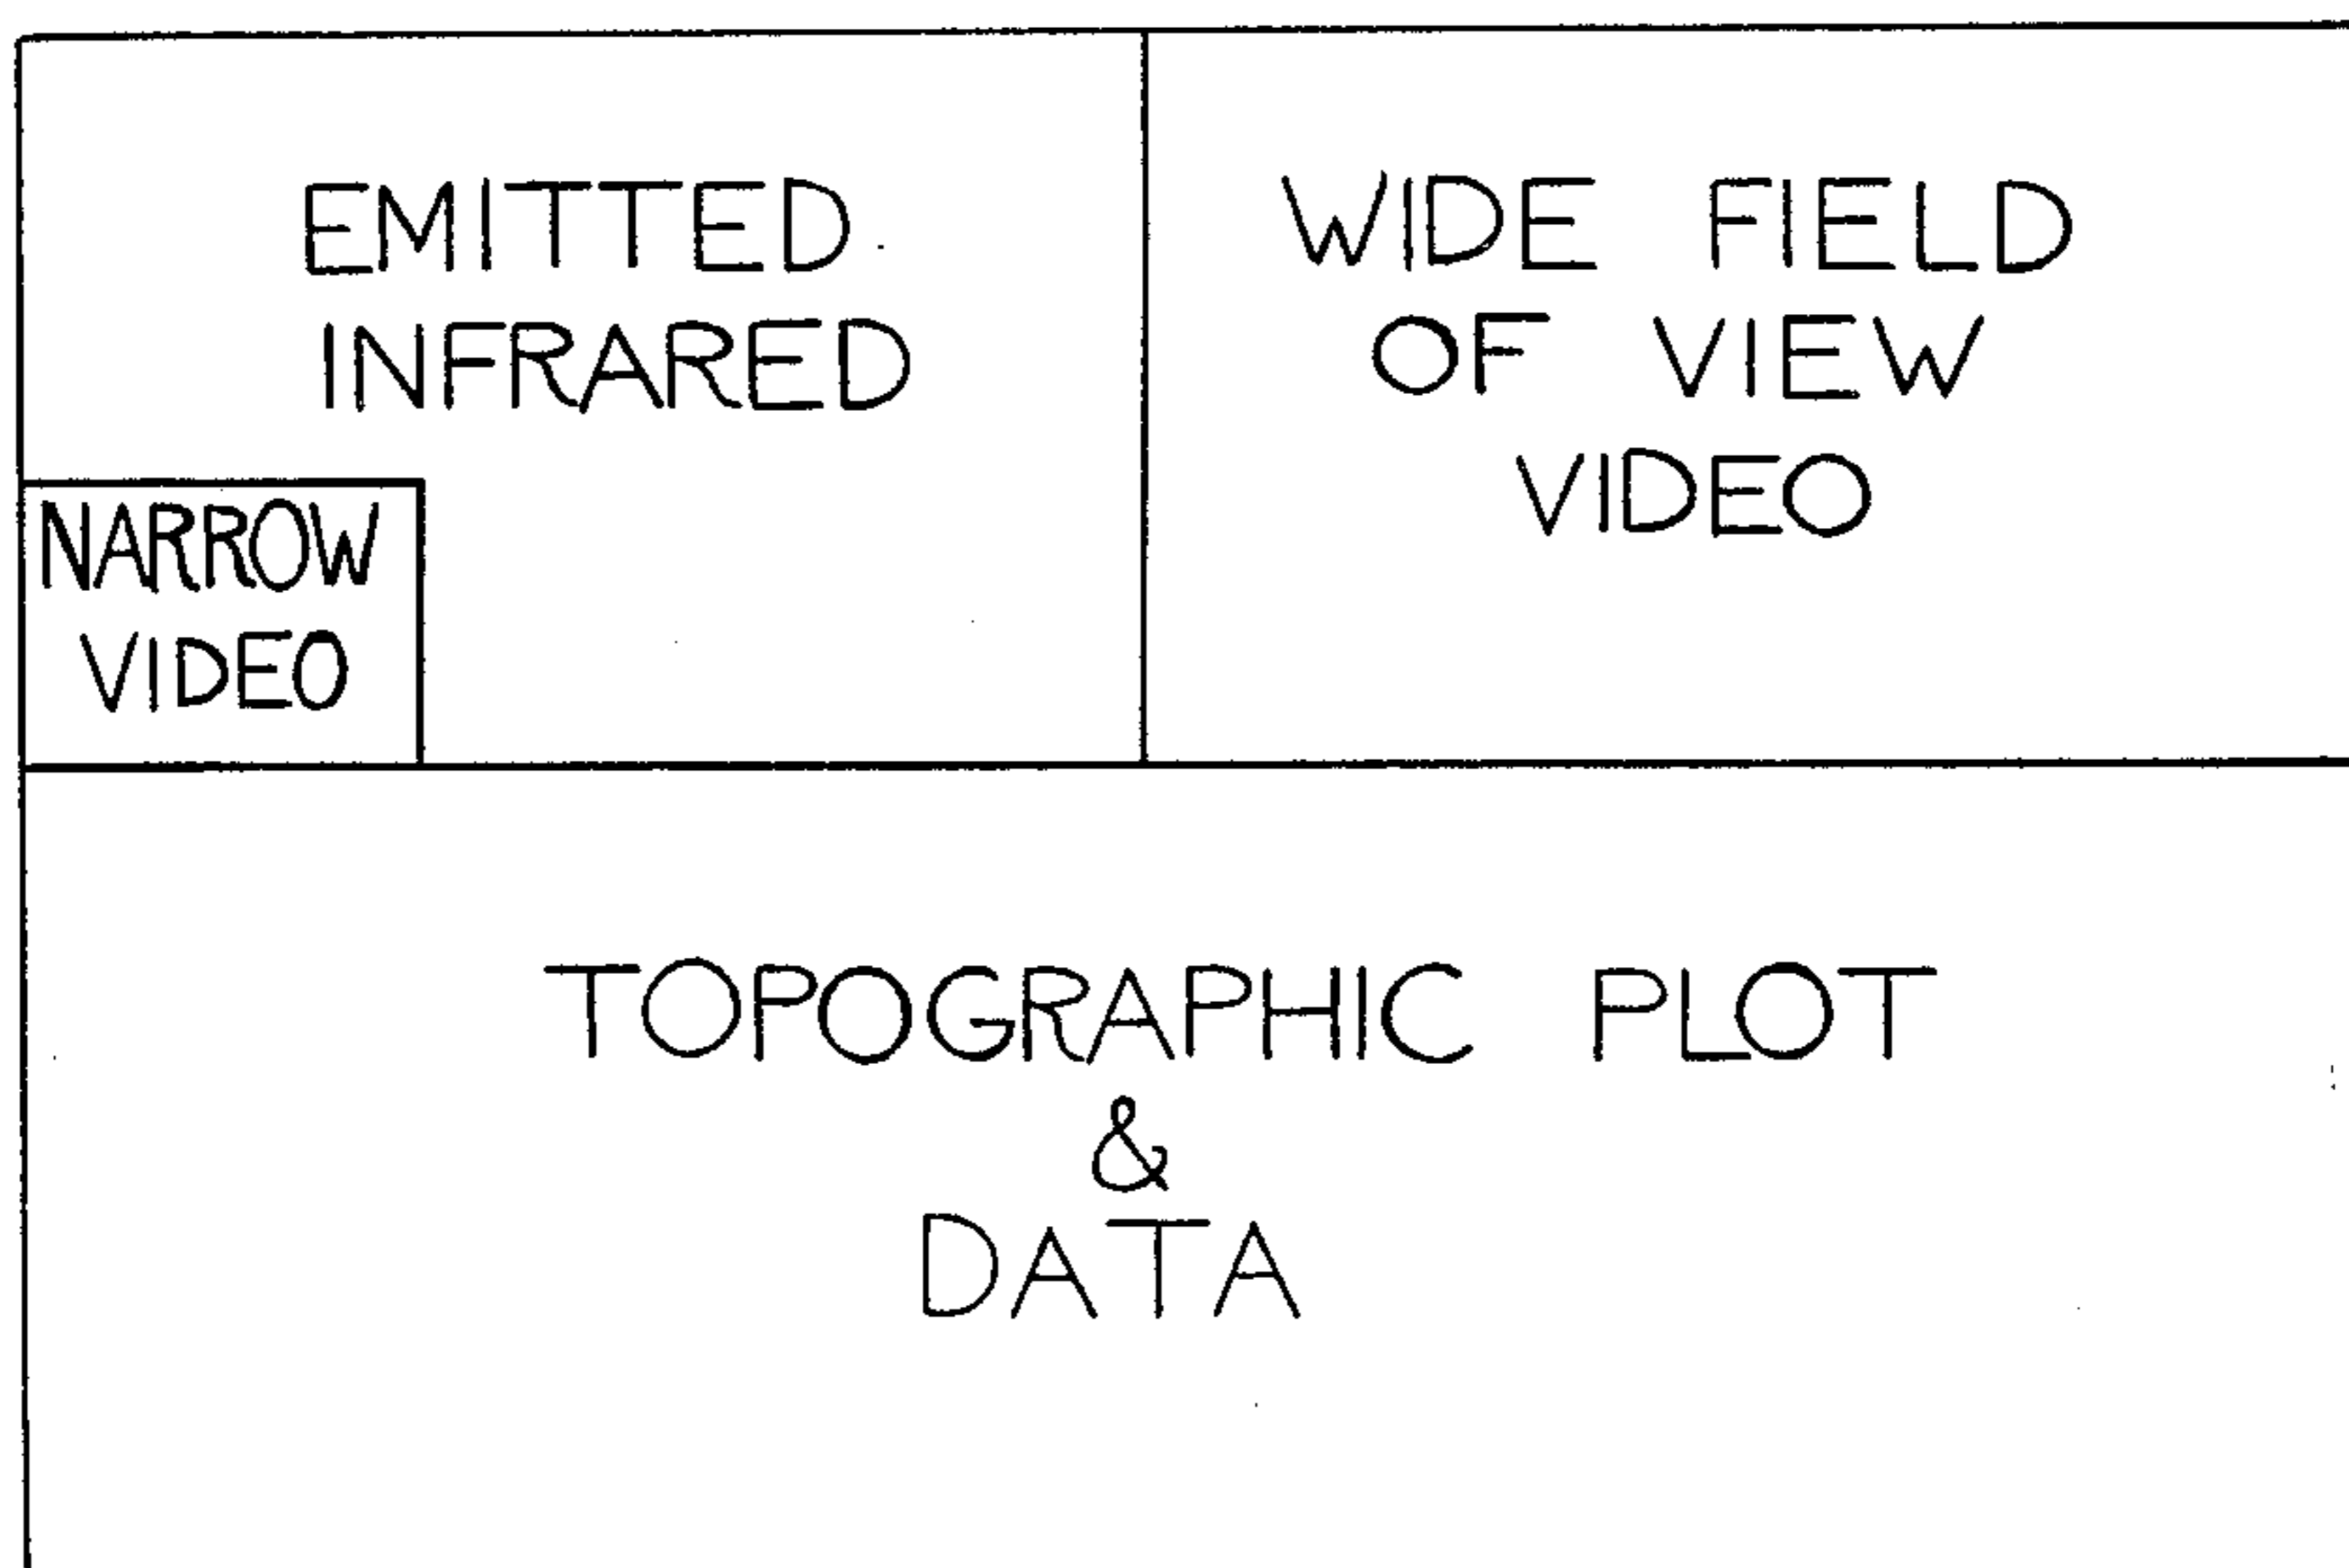 EMITTED
INFRARED
WIDE FIELD
OF VIEW
VIDEO
NARROW
VIDEO
TOPOGRAPHIC PLOT
&
DATA